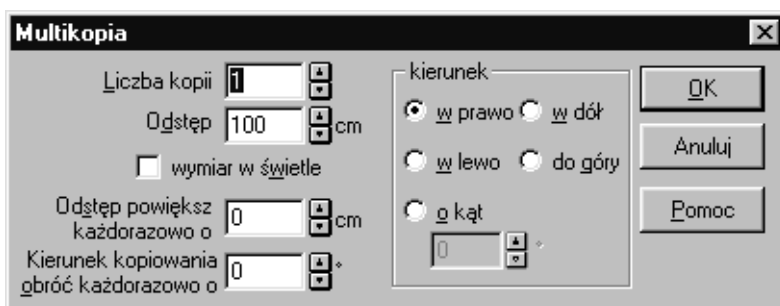 Multikopia
Liczba kopii 1
Odstęp 100 cm
wymiar w świetle
Odstęp powiększ
każdorazowo o 0 cm
Kierunek kopiowania
obróć każdorazowo o 0 °
kierunek
w prawo w dół
w lewo do góry
o kąt
0 °
OK
Anuluj
Pomoc